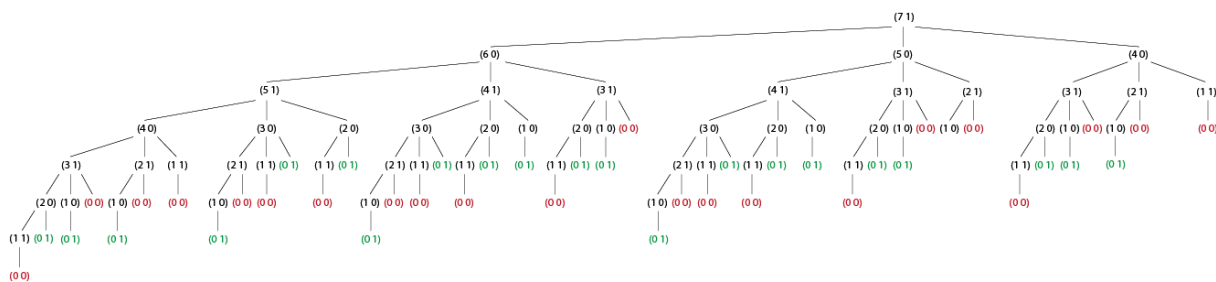 (7 1)
(6 0) (5 0) (4 0)
(5 1) (4 1) (3 1) (4 1) (3 1) (2 1) (3 1) (2 1) (1 1)
(4 0) (3 0) (2 0) (3 0) (2 0) (1 0) (2 0) (1 0) (0 0) (3 0) (2 0) (1 0) (2 0) (1 0) (0 0) (1 0) (0 0) (2 0) (1 0) (0 0) (1 0) (0 0) (0 0)
(3 1) (2 1) (1 1) (2 1) (1 1) (0 1) (1 1) (0 1) (2 1) (1 1) (0 1) (1 1) (0 1) (0 1) (1 1) (0 1) (0 1) (2 1) (1 1) (0 1) (1 1) (0 1) (0 1) (1 1) (0 1) (0 1) (1 1) (0 1) (0 1) (0 1)
(2 0) (1 0) (0 0) (1 0) (0 0) (0 0) (1 0) (0 0) (0 0) (0 0) (1 0) (0 0) (0 0) (0 0) (0 0) (1 0) (0 0) (0 0) (0 0) (0 0) (0 0)
(1 1) (0 1) (0 1) (0 1) (0 1) (0 1) (0 1)
(0 0)